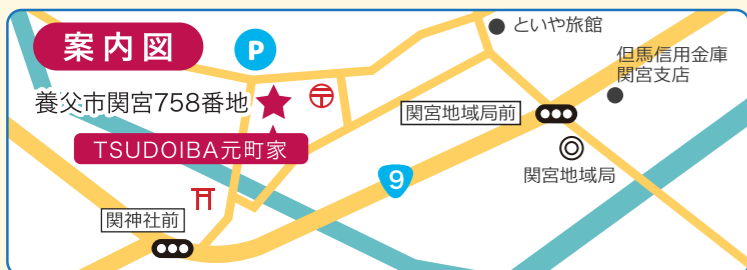 案内図
P
といや旅館
但馬信用金庫
関宮支店
養父市関宮758番地
関宮地域局前
TSUDOIBA元町家
関宮地域局
9
関神社前